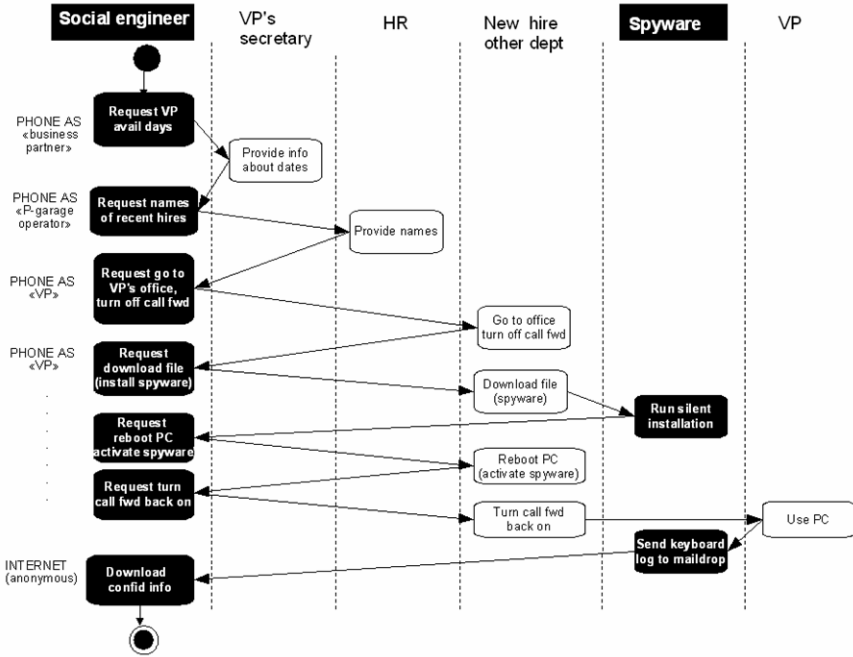 Social engineer
VP's
secretary
HR
New hire
other dept
Spyware
VP
PHONE AS
«business
partner»
Request VP
avail days
Provide info
about dates
PHONE AS
«P-garage
operator»
Request names
of recent hires
Provide names
PHONE AS
«VP»
Request go to
VP's office,
turn off call fwd
Go to office
turn off call fwd
PHONE AS
«VP»
Request
download file
(install spyware)
Download file
(spyware)
Run silent
installation
Request
reboot PC
activate spyware
Reboot PC
(activate spyware)
Request turn
call fwd back on
Turn call fwd
back on
Use PC
Send keyboard
log to maildrop
INTERNET
(anonymous)
Download
confid info